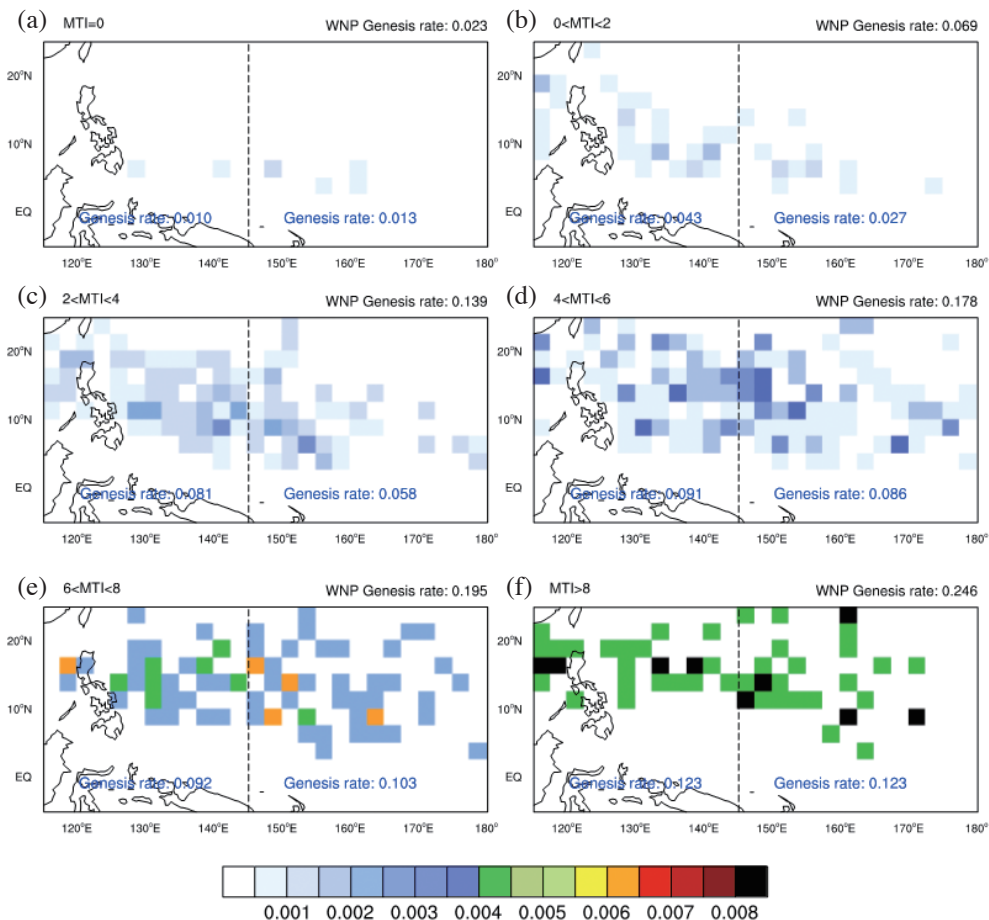 (a) MTI=0 WNP Genesis rate: 0.023
20°N
10°N
EQ
Genesis rate: 0.010 Genesis rate: 0.013
120°E 130°E 140°E 150°E 160°E 170°E 180°
(b) 0<MTI<2 WNP Genesis rate: 0.069
20°N
10°N
EQ
Genesis rate: 0.043 Genesis rate: 0.027
120°E 130°E 140°E 150°E 160°E 170°E 180°
(c) 2<MTI<4 WNP Genesis rate: 0.139
20°N
10°N
EQ
Genesis rate: 0.081 Genesis rate: 0.058
120°E 130°E 140°E 150°E 160°E 170°E 180°
(d) 4<MTI<6 WNP Genesis rate: 0.178
20°N
10°N
EQ
Genesis rate: 0.091 Genesis rate: 0.086
120°E 130°E 140°E 150°E 160°E 170°E 180°
(e) 6<MTI<8 WNP Genesis rate: 0.195
20°N
10°N
EQ
Genesis rate: 0.092 Genesis rate: 0.103
120°E 130°E 140°E 150°E 160°E 170°E 180°
(f) MTI>8 WNP Genesis rate: 0.246
20°N
10°N
EQ
Genesis rate: 0.123 Genesis rate: 0.123
120°E 130°E 140°E 150°E 160°E 170°E 180°
0.001 0.002 0.003 0.004 0.005 0.006 0.007 0.008